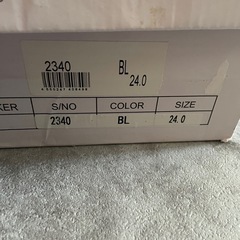 2340 BL
24.0
KER S/NO COLOR SIZE
2340 BL 24.0